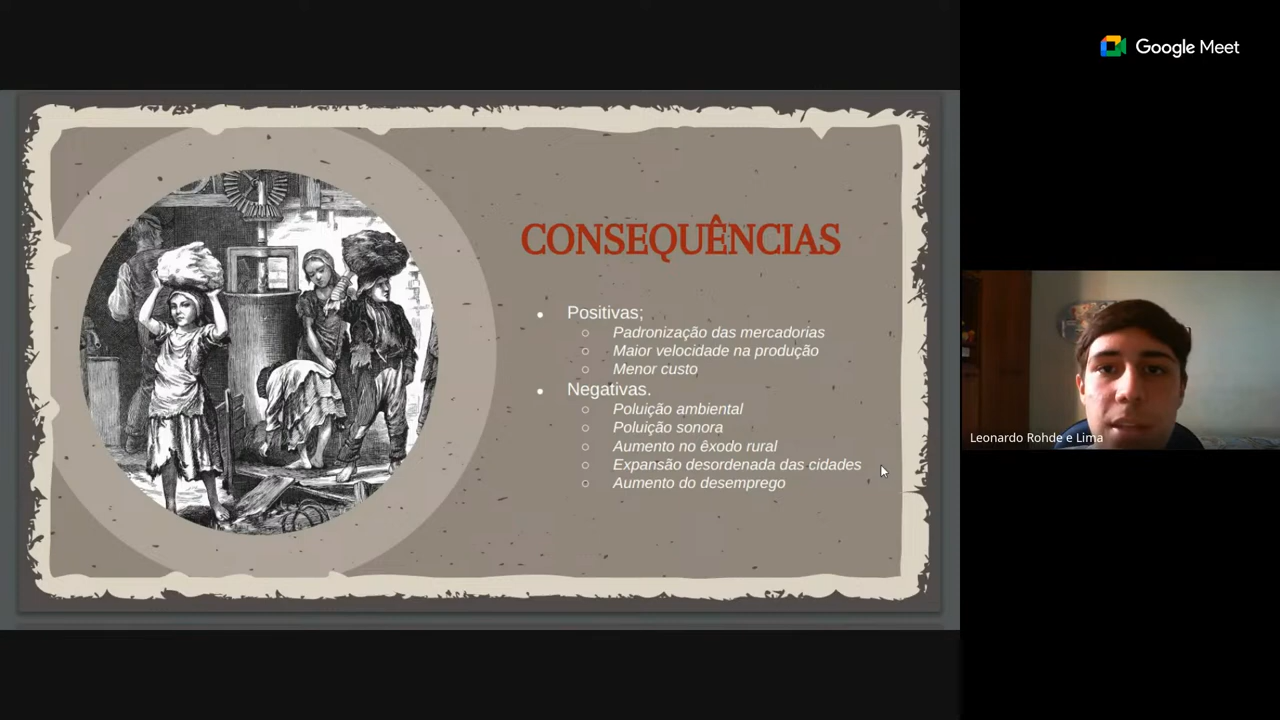 Google Meet
CONSEQUÊNCIAS
Positivas;
Padronização das mercadorias
Maior velocidade na produção
Menor custo
Negativas.
Poluição ambiental
Poluição sonora
Aumento no êxodo rural
Expansão desordenada das cidades
Aumento do desemprego
Leonardo Rohde e Lima